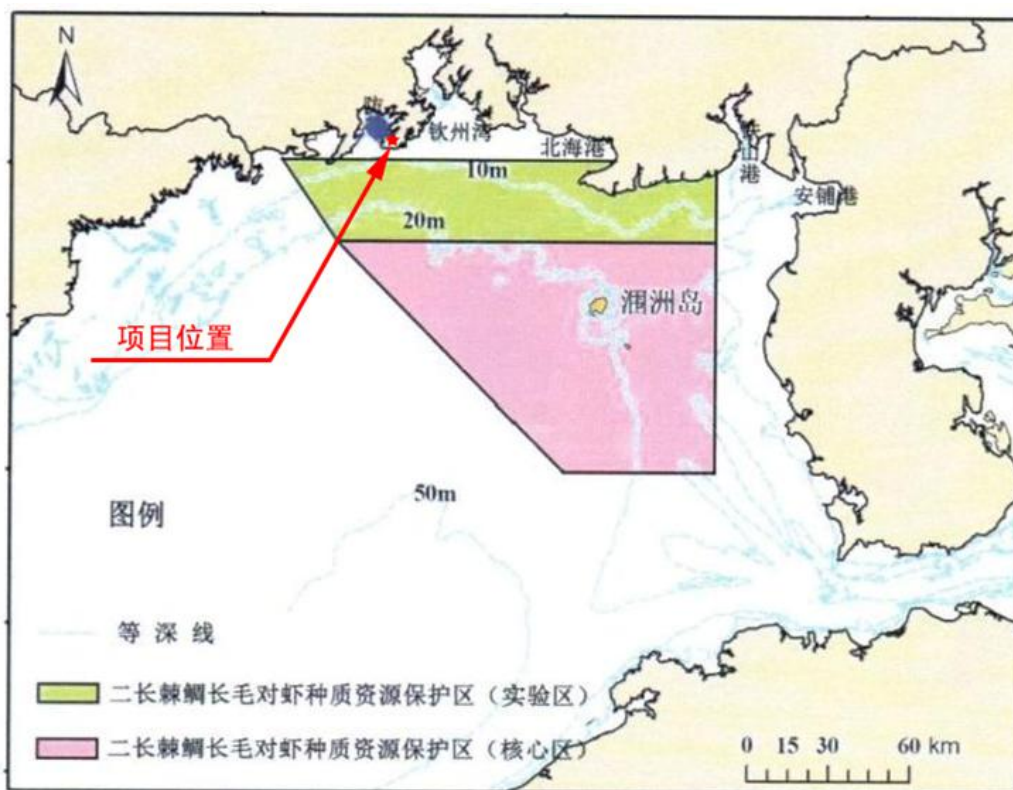 N
钦州湾
北海港
铁山港
安铺港
10m
20m
涠洲岛
项目位置
50m
图例
等深线
二长棘鲷长毛对虾种质资源保护区（实验区）
二长棘鲷长毛对虾种质资源保护区（核心区）
0 15 30 60 km